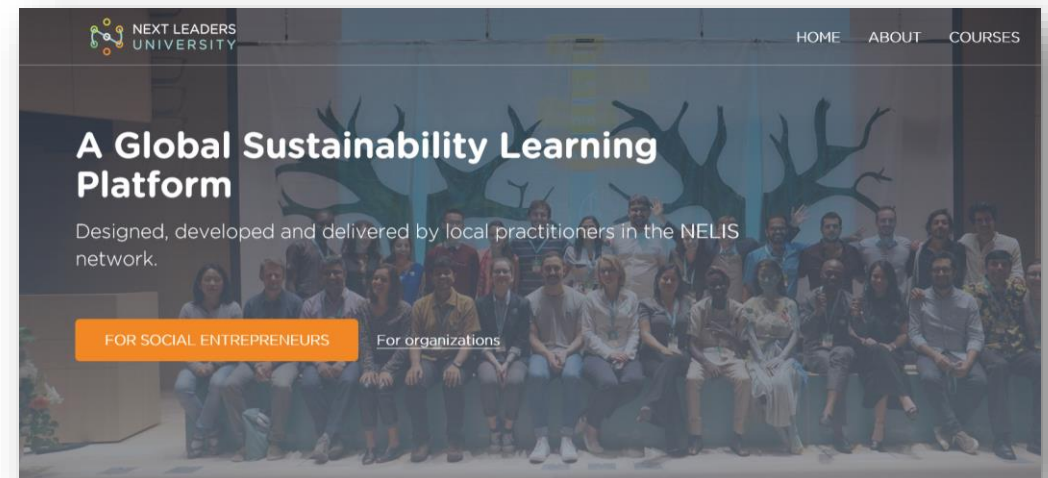 NEXT LEADERS
UNIVERSITY
HOME ABOUT COURSES
A Global Sustainability Learning
Platform
Designed, developed and delivered by local practitioners in the NELIS
network.
FOR SOCIAL ENTREPRENEURS For organizations